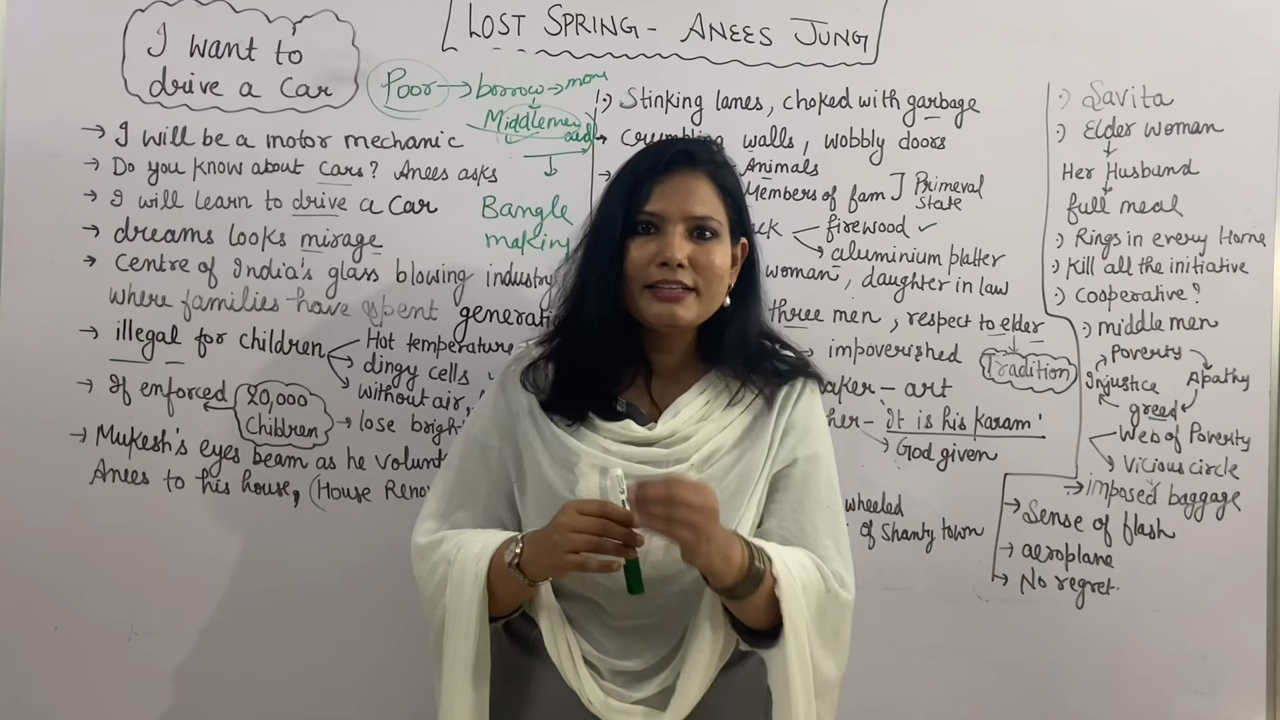 LOST SPRING - ANEES JUNG
I want to
drive a Car
Poor → borrow → more
Middlemen
Bangle
making
→ I will be a motor mechanic
→ Do you know about cars? Anees asks
→ I will learn to drive a car
→ dreams looks mirage
→ centre of India's glass blowing industry
where families have spent generati
→ illegal for children
Hot temperature
dingy cells
without air,
→ If enforced
20,000
Children
→ lose brigh
→ Mukesh's eyes beam as he volunt
Anees to his house, (House Reno
:) Stinking lanes, choked with garbage
→ crumbling walls, wobbly doors
Animals
Members of fam ] Primeval
State
firewood ✓
aluminium platter
woman, daughter in law
three men, respect to elder
Tradition
impoverished
aker - art
her - 'It is his karam'
God given
wheeled
of Shanty town
:) Savita
:) Elder woman
Her Husband
full meal
:) Rings in every Home
:) Kill all the initiative
:) Cooperative?
:) middle men
Poverty
Injustice
Apathy
greed
Web of Poverty
Vicious circle
→ imposed baggage
→ Sense of flash
→ aeroplane
→ No regret.